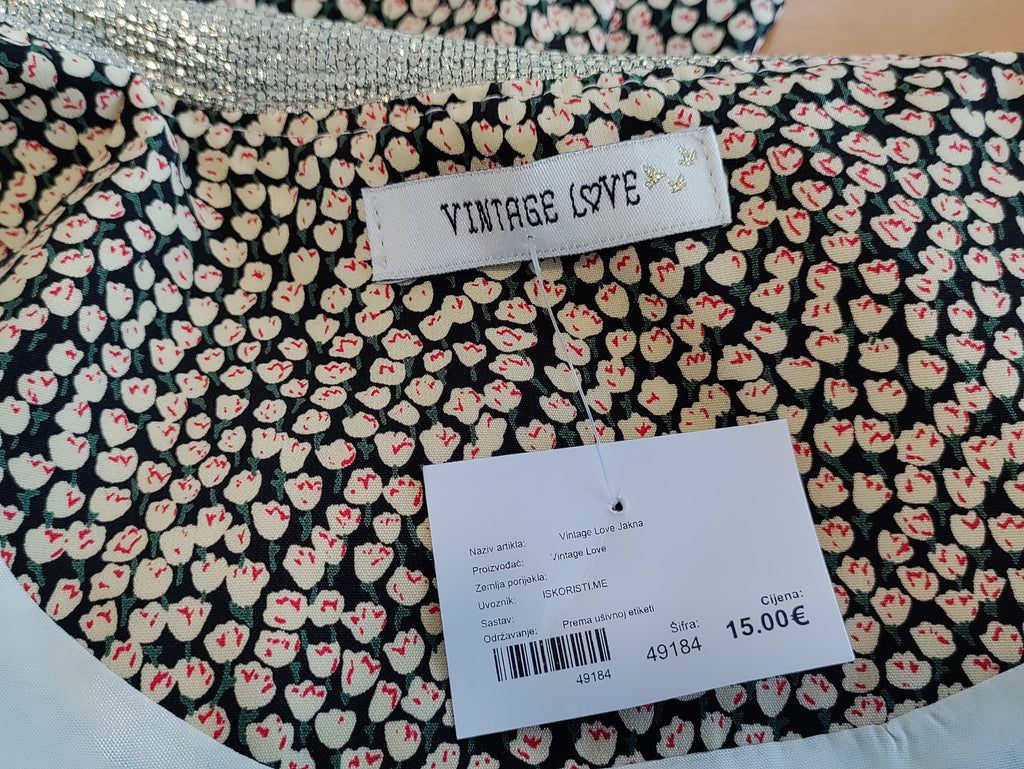 VINTAGE LOVE
Naziv artikla: Vintage Love Jakna
Proizvođač: Vintage Love
Zemlja porijekla:
Uvoznik: ISKORISTI.ME
Sastav:
Održavanje: Prema ušivnoj etiketi
49184
Šifra:
49184
Cijena:
15.00€